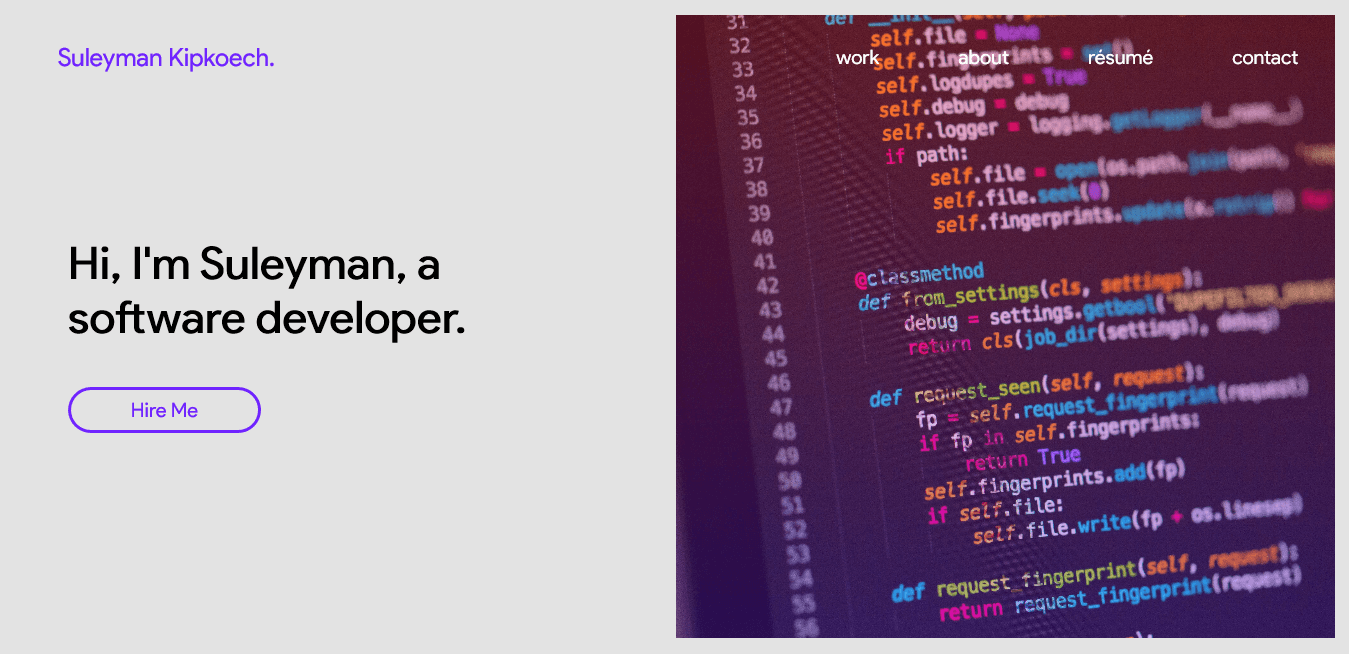 Suleyman Kipkoech.
work about résumé contact
Hi, I'm Suleyman, a
software developer.
Hire Me
31 def __init__(self,
32 self.file = None
33 self.fingerprints = set()
34 self.logdupes = True
35 self.debug = debug
36 self.logger = logging.getLogger(__name__)
37 if path:
38 self.file = open(os.path.join(path,
39 self.file.seek(0)
40 self.fingerprints.update(
41
42 @classmethod
43 def from_settings(cls, settings):
44 debug = settings.getbool(
45 return cls(job_dir(settings), debug)
46
47 def request_seen(self, request):
48 fp = self.request_fingerprint(request)
49 if fp in self.fingerprints:
50 return True
51 self.fingerprints.add(fp)
52 if self.file:
53 self.file.write(fp + os.linesep)
54
55 def request_fingerprint(self, request):
56 return request_fingerprint(request)